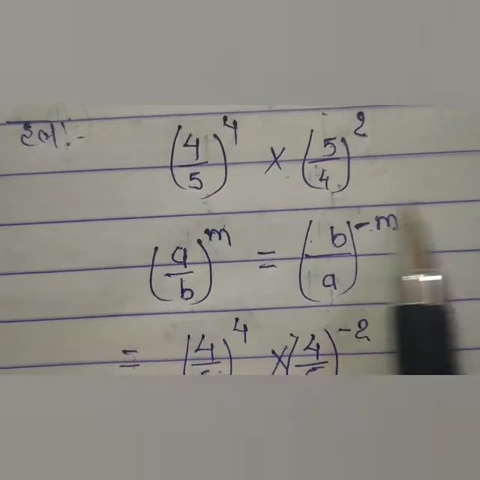 हल:-
(4/5)^4 × (5/4)^2
(a/b)^m = (b/a)^-m
= (4/5)^4 × (4/5)^-2